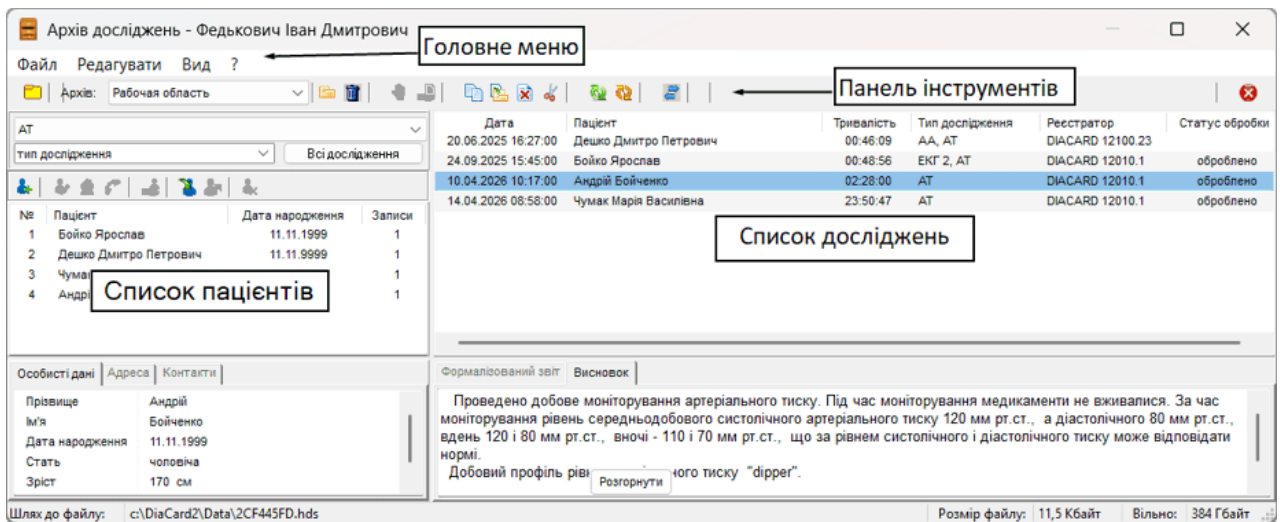 Архів досліджень - Федькович Іван Дмитрович
Головне меню
Файл Редагувати Вид ?
Архів: Рабочая область
Панель інструментів
АТ
тип дослідження Всі дослідження
Дата Пацієнт Тривалість Тип дослідження Реєстратор Статус обробки
20.06.2025 16:27:00 Дешко Дмитро Петрович 00:46:09 АА, АТ DIACARD 12100.23
24.09.2025 15:45:00 Бойко Ярослав 00:48:56 ЕКГ 2, АТ DIACARD 12010.1 оброблено
10.04.2026 10:17:00 Андрій Бойченко 02:28:00 АТ DIACARD 12010.1 оброблено
14.04.2026 08:58:00 Чумак Марія Василівна 23:50:47 АТ DIACARD 12010.1 оброблено
Список досліджень
№ Пацієнт Дата народження Записи
1 Бойко Ярослав 11.11.1999 1
2 Дешко Дмитро Петрович 11.11.9999 1
3 1
4 1
Список пацієнтів
Особисті дані Адреса Контакти
Прізвище Андрій
Ім'я Бойченко
Дата народження 11.11.1999
Стать чоловіча
Зріст 170 см
Формалізований звіт Висновок
Проведено добове моніторування артеріального тиску. Під час моніторування медикаменти не вживалися. За час
моніторування рівень середньодобового систолічного артеріального тиску 120 мм рт.ст., а діастолічного 80 мм рт.ст.,
вдень 120 і 80 мм рт.ст., вночі - 110 і 70 мм рт.ст., що за рівнем систолічного і діастолічного тиску може відповідати
нормі.
Добовий профіль тиску "dipper".
Розгорнути
Шлях до файлу: c:\DiaCard2\Data\2CF445FD.hds Розмір файлу: 11,5 Кбайт Вільно: 384 Гбайт